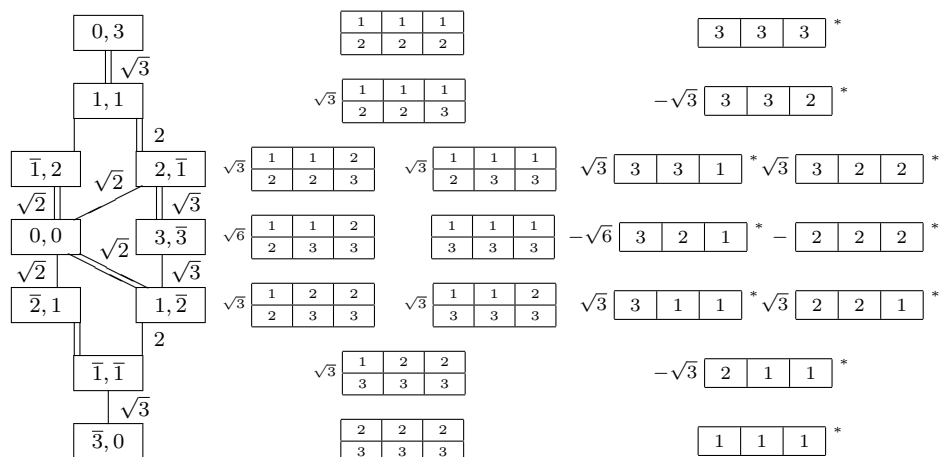 0, 3 1 1 1 3 3 3 *
2 2 2
√3
1, 1 √3 1 1 1 −√3 3 3 2 *
2 2 3
2
1̅, 2 √2 2, 1̅ √3 1 1 2 √3 1 1 1 √3 3 3 1 * √3 3 2 2 *
2 2 3 2 3 3
√2 √3
0, 0 √2 3, 3̅ √6 1 1 2 1 1 1 −√6 3 2 1 * − 2 2 2 *
2 3 3 3 3 3
√2 √3
2̅, 1 1, 2̅ √3 1 2 2 √3 1 1 2 √3 3 1 1 * √3 2 2 1 *
2 3 3 3 3 3
2
1̅, 1̅ √3 1 2 2 −√3 2 1 1 *
3 3 3
√3
3̅, 0 2 2 2 1 1 1 *
3 3 3